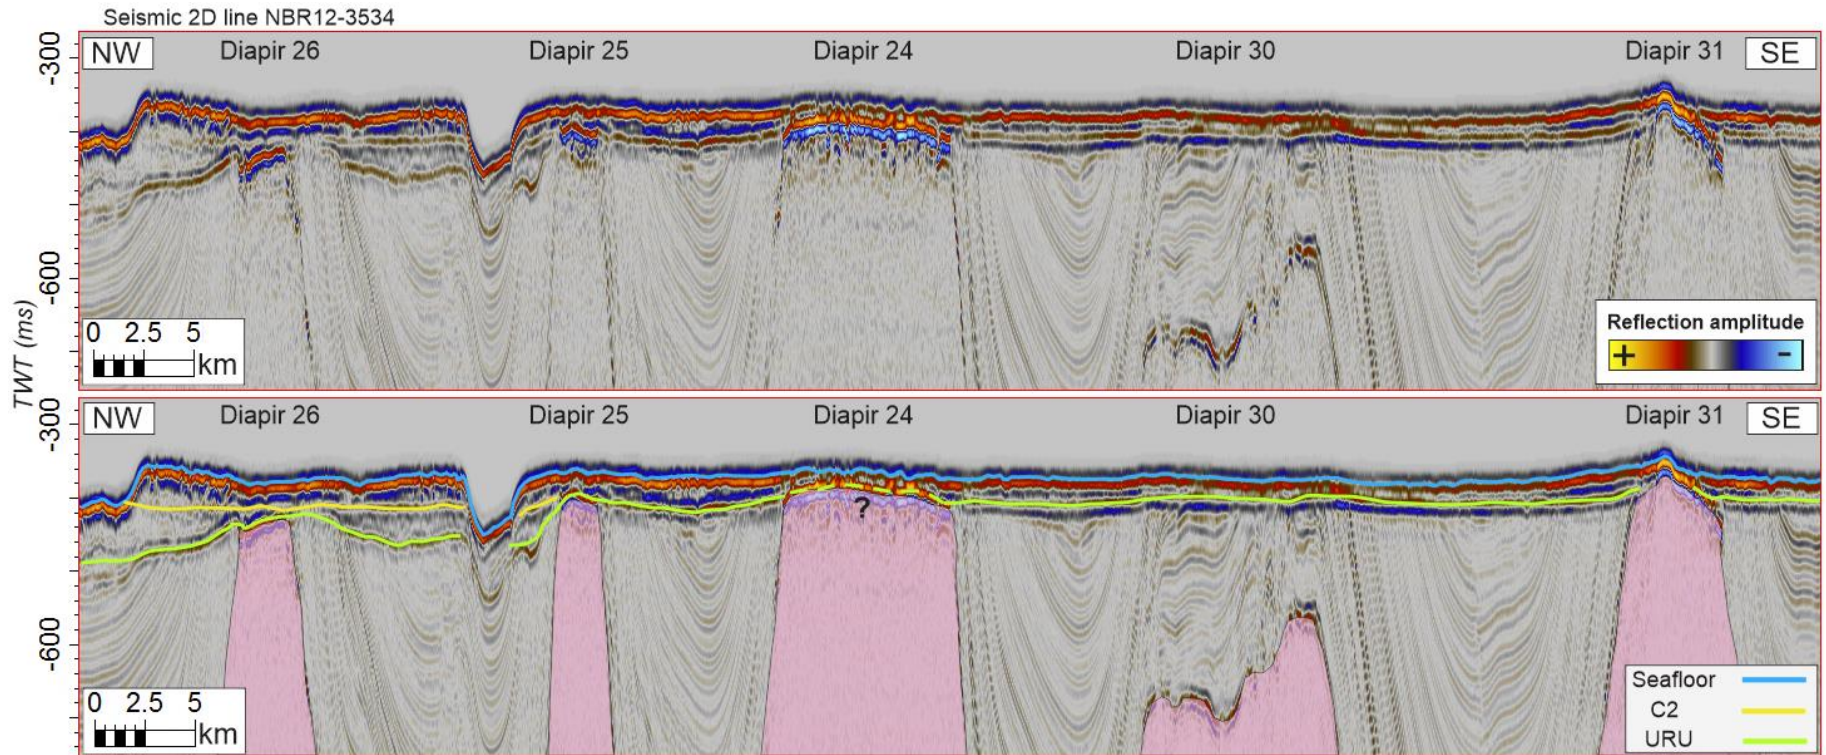 Seismic 2D line NBR12-3534
NW Diapir 26 Diapir 25 Diapir 24 Diapir 30 Diapir 31 SE
-300
-600
TWT (ms)
0 2.5 5
km
Reflection amplitude
+ -
NW Diapir 26 Diapir 25 Diapir 24 Diapir 30 Diapir 31 SE
-300
?
-600
0 2.5 5
km
Seafloor
C2
URU